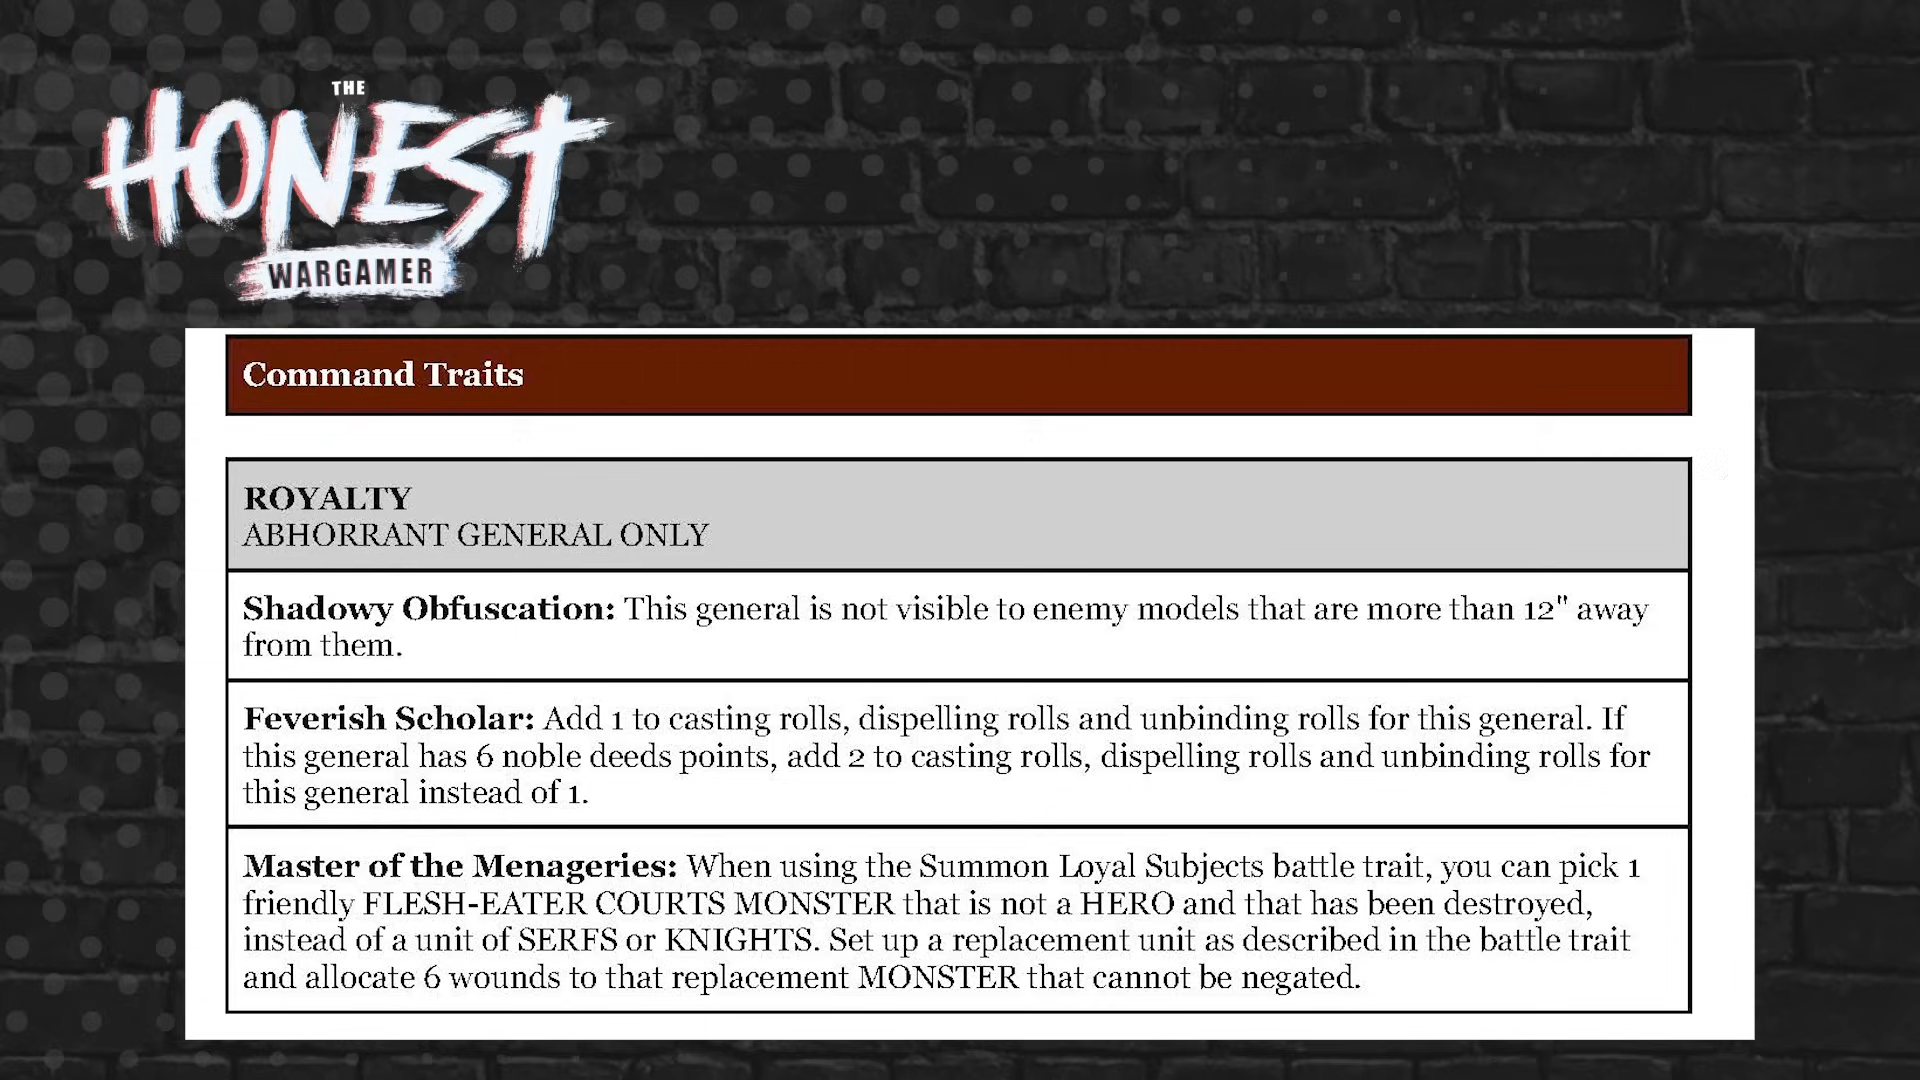 THE
HONEST
WARGAMER
Command Traits
ROYALTY
ABHORRANT GENERAL ONLY
Shadowy Obfuscation: This general is not visible to enemy models that are more than 12" away
from them.
Feverish Scholar: Add 1 to casting rolls, dispelling rolls and unbinding rolls for this general. If
this general has 6 noble deeds points, add 2 to casting rolls, dispelling rolls and unbinding rolls for
this general instead of 1.
Master of the Menageries: When using the Summon Loyal Subjects battle trait, you can pick 1
friendly FLESH-EATER COURTS MONSTER that is not a HERO and that has been destroyed,
instead of a unit of SERFS or KNIGHTS. Set up a replacement unit as described in the battle trait
and allocate 6 wounds to that replacement MONSTER that cannot be negated.